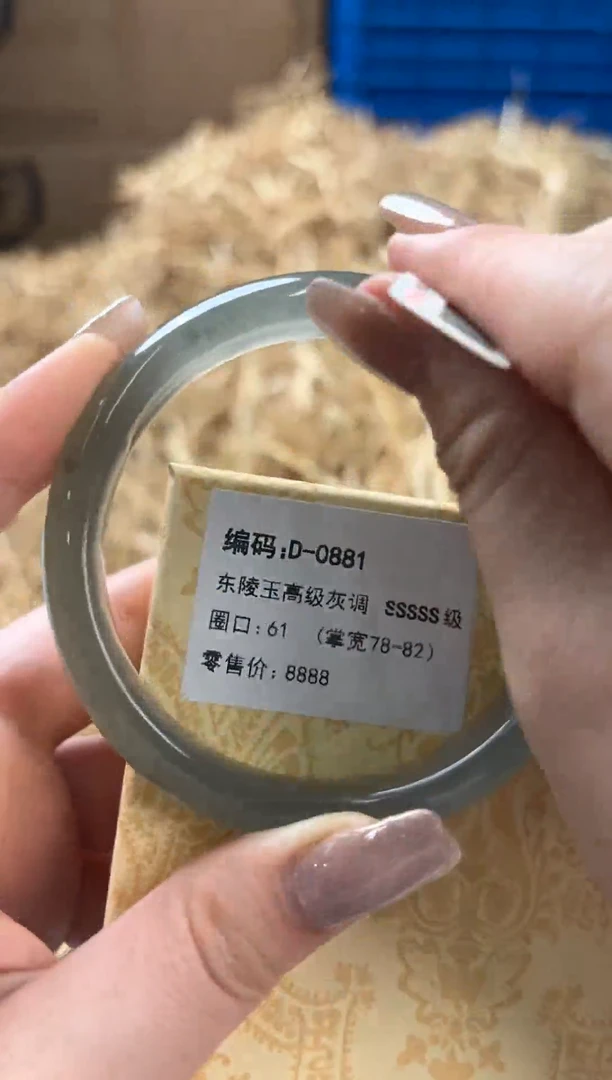 编码:D-0881
东陵玉高级灰调 SSSSS级
圈口:61 （掌宽78-82）
零售价:8888